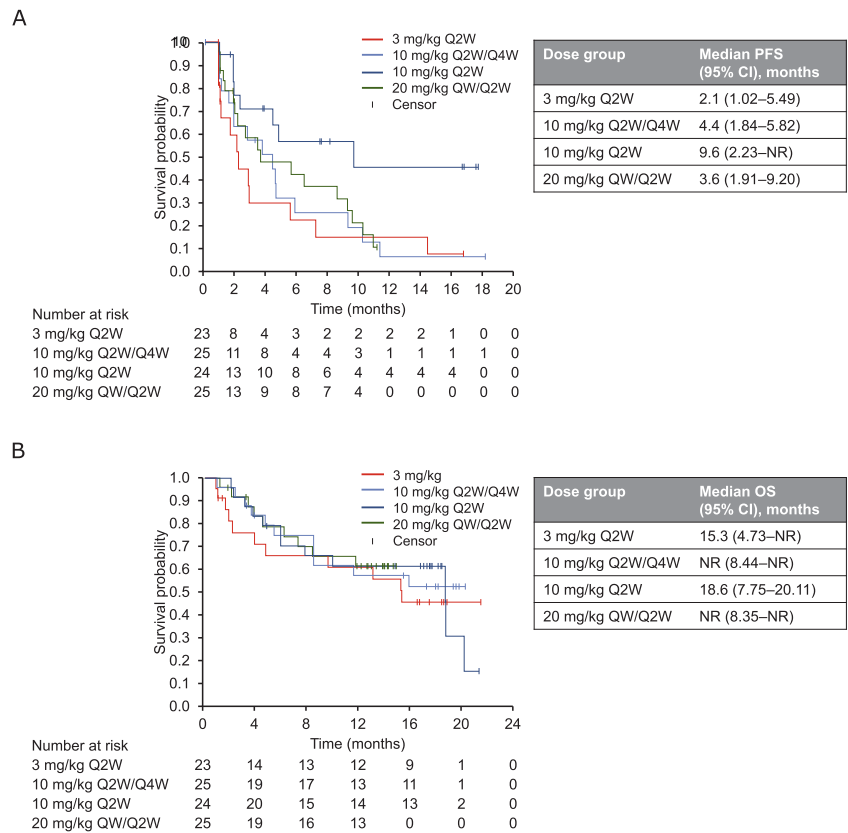 A
1.0
0.9
0.8
0.7
0.6
0.5
0.4
0.3
0.2
0.1
0.0
Survival probability
3 mg/kg Q2W
10 mg/kg Q2W/Q4W
10 mg/kg Q2W
20 mg/kg QW/Q2W
Censor
0 2 4 6 8 10 12 14 16 18 20
Time (months)
Dose group Median PFS
(95% CI), months
3 mg/kg Q2W 2.1 (1.02–5.49)
10 mg/kg Q2W/Q4W 4.4 (1.84–5.82)
10 mg/kg Q2W 9.6 (2.23–NR)
20 mg/kg QW/Q2W 3.6 (1.91–9.20)
Number at risk
3 mg/kg Q2W 23 8 4 3 2 2 2 2 1 0 0
10 mg/kg Q2W/Q4W 25 11 8 4 4 3 1 1 1 1 0
10 mg/kg Q2W 24 13 10 8 6 4 4 4 4 0 0
20 mg/kg QW/Q2W 25 13 9 8 7 4 0 0 0 0 0
B
1.0
0.9
0.8
0.7
0.6
0.5
0.4
0.3
0.2
0.1
0.0
Survival probability
3 mg/kg
10 mg/kg Q2W/Q4W
10 mg/kg Q2W
20 mg/kg QW/Q2W
Censor
0 4 8 12 16 20 24
Time (months)
Dose group Median OS
(95% CI), months
3 mg/kg Q2W 15.3 (4.73–NR)
10 mg/kg Q2W/Q4W NR (8.44–NR)
10 mg/kg Q2W 18.6 (7.75–20.11)
20 mg/kg QW/Q2W NR (8.35–NR)
Number at risk
3 mg/kg Q2W 23 14 13 12 9 1 0
10 mg/kg Q2W/Q4W 25 19 17 13 11 1 0
10 mg/kg Q2W 24 20 15 14 13 2 0
20 mg/kg QW/Q2W 25 19 16 13 0 0 0